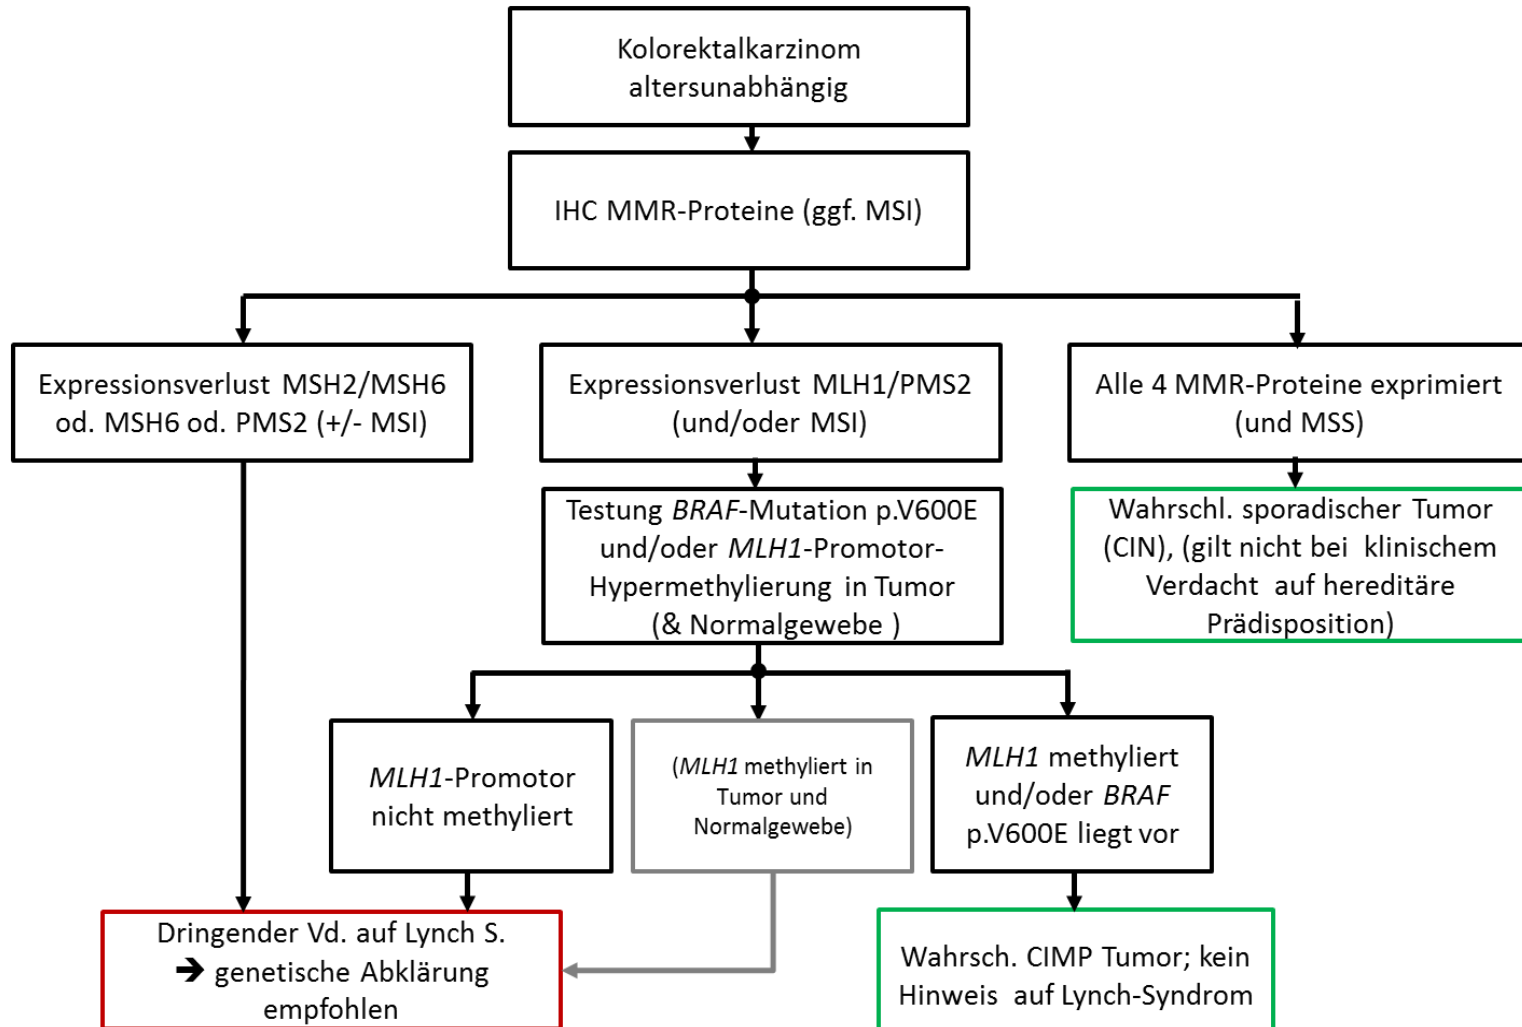 Kolorektalkarzinom
altersunabhängig
IHC MMR-Proteine (ggf. MSI)
Expressionsverlust MSH2/MSH6
od. MSH6 od. PMS2 (+/- MSI)
Expressionsverlust MLH1/PMS2
(und/oder MSI)
Alle 4 MMR-Proteine exprimiert
(und MSS)
Testung BRAF-Mutation p.V600E
und/oder MLH1-Promotor-
Hypermethylierung in Tumor
(& Normalgewebe )
Wahrschl. sporadischer Tumor
(CIN), (gilt nicht bei klinischem
Verdacht auf hereditäre
Prädisposition)
MLH1-Promotor
nicht methyliert
(MLH1 methyliert in
Tumor und
Normalgewebe)
MLH1 methyliert
und/oder BRAF
p.V600E liegt vor
Dringender Vd. auf Lynch S.
➔ genetische Abklärung
empfohlen
Wahrsch. CIMP Tumor; kein
Hinweis auf Lynch-Syndrom